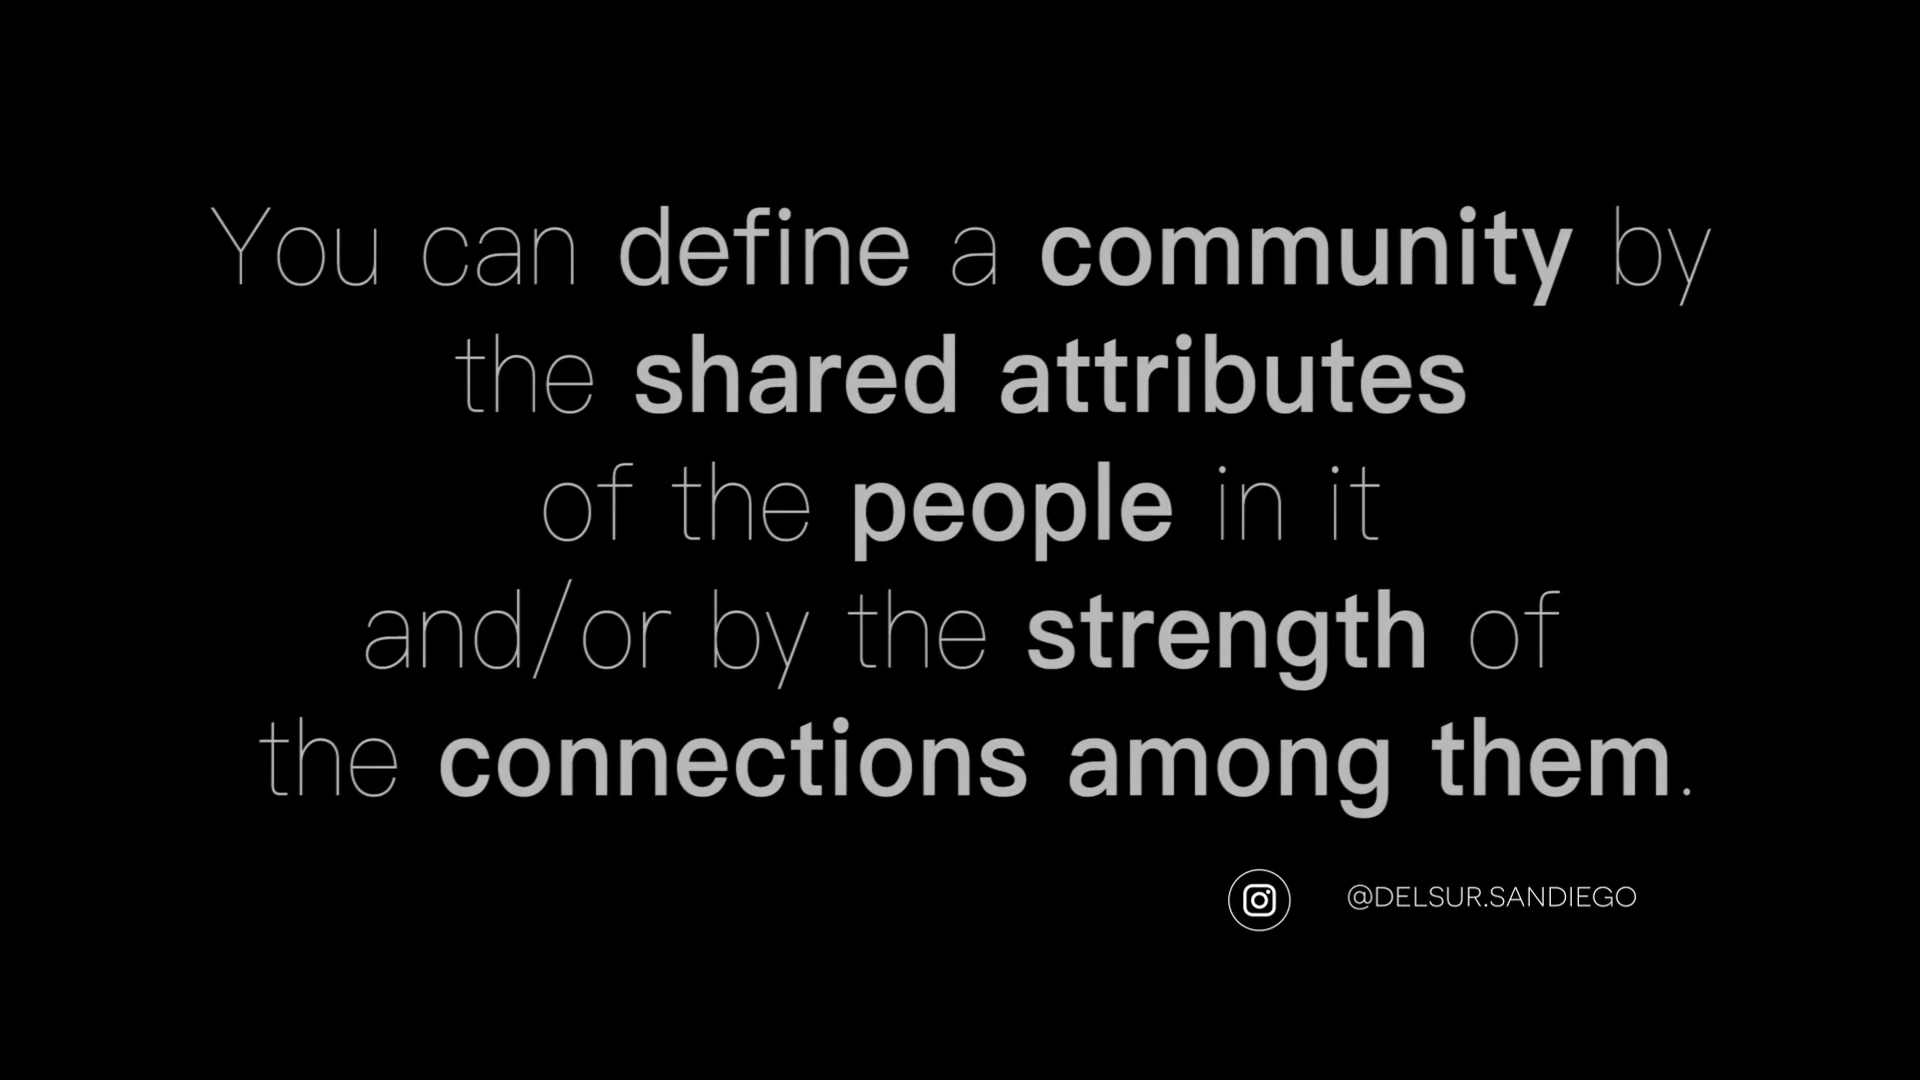 You can define a community by
the shared attributes
of the people in it
and/or by the strength of
the connections among them.
@DELSUR.SANDIEGO